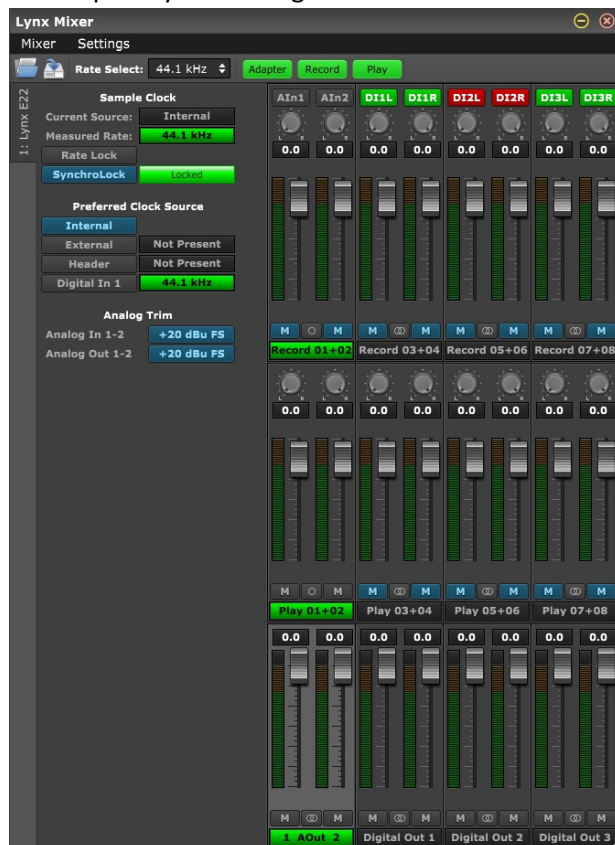 Lynx Mixer
Mixer Settings
Rate Select: 44.1 kHz Adapter Record Play
1: Lynx E22
Sample Clock
Current Source: Internal
Measured Rate: 44.1 kHz
Rate Lock
SynchroLock Locked
Preferred Clock Source
Internal
External Not Present
Header Not Present
Digital In 1 44.1 kHz
Analog Trim
Analog In 1-2 +20 dBu FS
Analog Out 1-2 +20 dBu FS
AIn1 AIn2 DI1L DI1R DI2L DI2R DI3L DI3R
L R L R L R L R L R L R L R L R
0.0 0.0 0.0 0.0 0.0 0.0 0.0 0.0
M M M M M M M M
Record 01+02 Record 03+04 Record 05+06 Record 07+08
L R L R L R L R L R L R L R L R
0.0 0.0 0.0 0.0 0.0 0.0 0.0 0.0
M M M M M M M M
Play 01+02 Play 03+04 Play 05+06 Play 07+08
0.0 0.0 0.0 0.0 0.0 0.0 0.0 0.0
M M M M M M M M
1 AOut 2 Digital Out 1 Digital Out 2 Digital Out 3